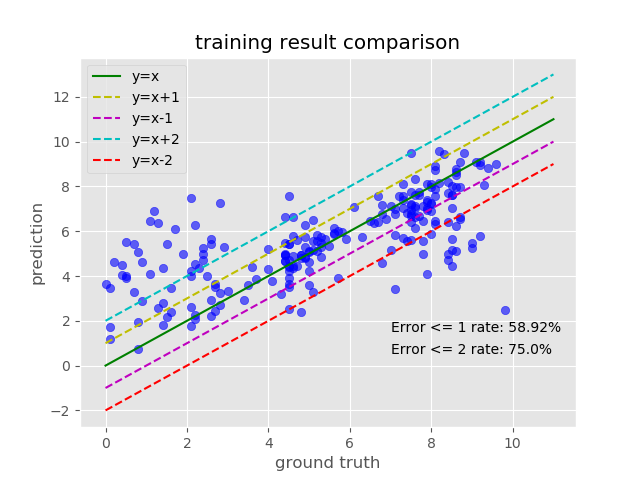 training result comparison
y=x
y=x+1
y=x-1
y=x+2
y=x-2
12
10
8
6
4
2
0
−2
prediction
Error <= 1 rate: 58.92%
Error <= 2 rate: 75.0%
0 2 4 6 8 10
ground truth